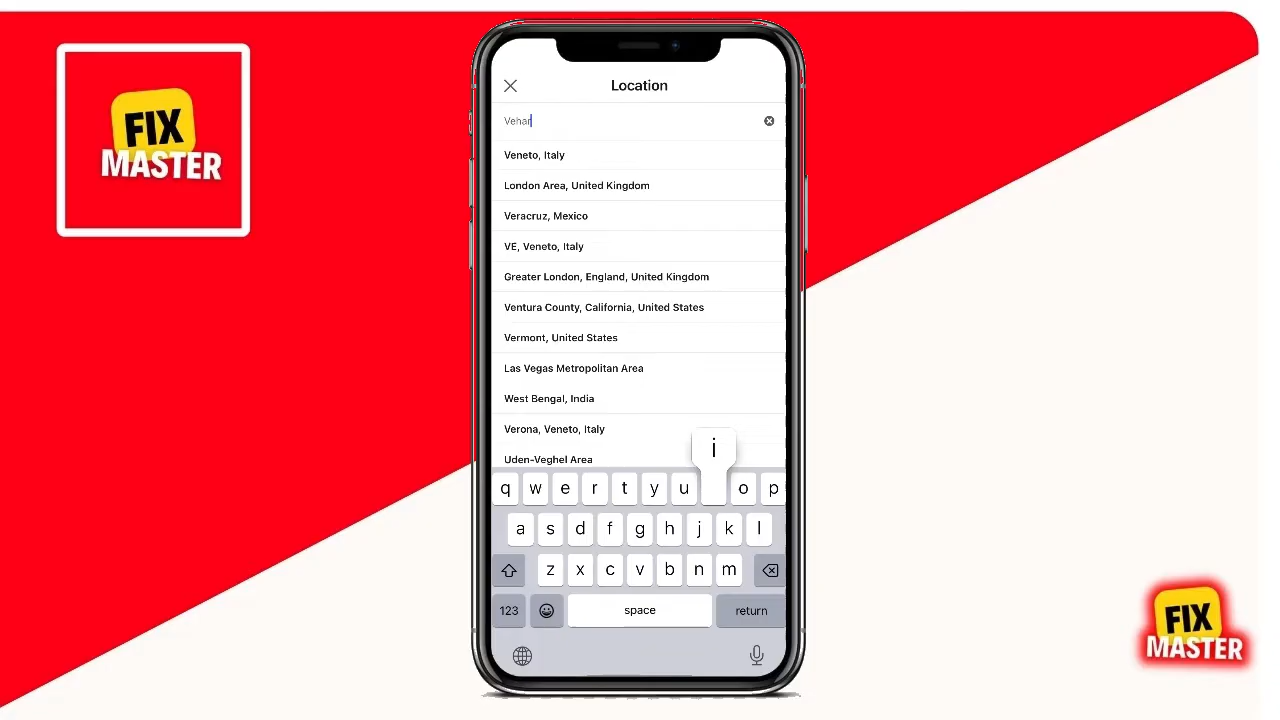 FIX
MASTER
Location
Vehar
Veneto, Italy
London Area, United Kingdom
Veracruz, Mexico
VE, Veneto, Italy
Greater London, England, United Kingdom
Ventura County, California, United States
Vermont, United States
Las Vegas Metropolitan Area
West Bengal, India
Verona, Veneto, Italy
Uden-Veghel Area
i
q w e r t y u o p
a s d f g h j k l
z x c v b n m
123 space return
FIX
MASTER